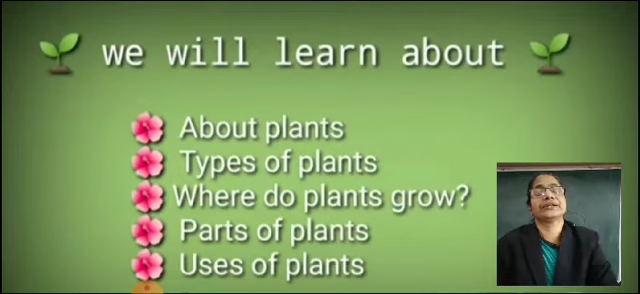 we will learn about
About plants
Types of plants
Where do plants grow?
Parts of plants
Uses of plants